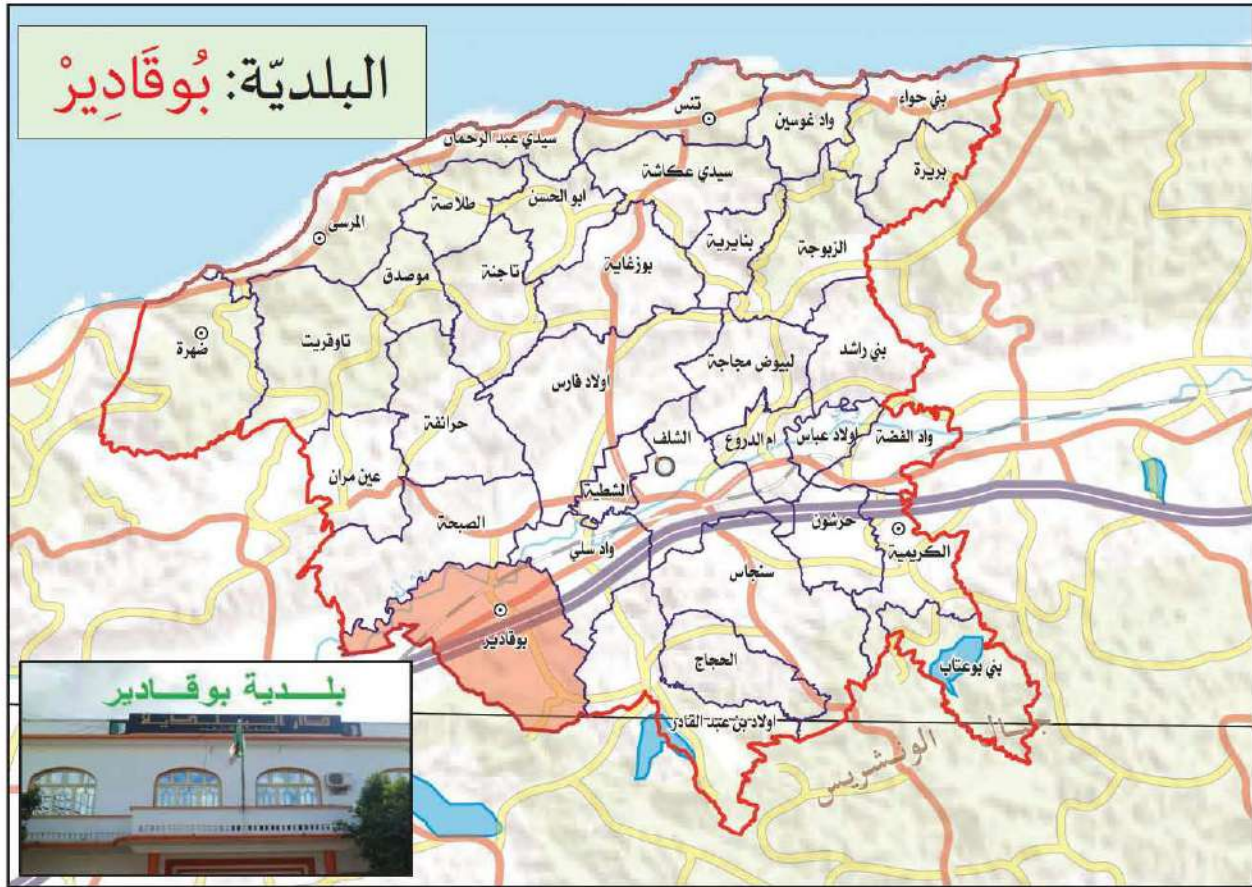 البلديّة: بُوقَادِيرْ
بني حواء
تنس
واد غوسين
سيدي عبد الرحمان
سيدي عكاشة
بريرة
ابو الحسن
طلاصة
المرسى
بنايرية
الزبوجة
بوزغاية
تاجنة
موصدق
ضهرة
تاوقريت
بني راشد
لبيوض مجاجة
اولاد فارس
حرانفة
واد الفضة
اولاد عباس
ام الدروع
الشلف
عين مران
الشطية
الصبحة
حرشون
الكريمية
واد سلي
سنجاس
بوقادير
الحجاج
بني بوعتاب
اولاد بن عبد القادر
الونشريس
بلدية بوقادير